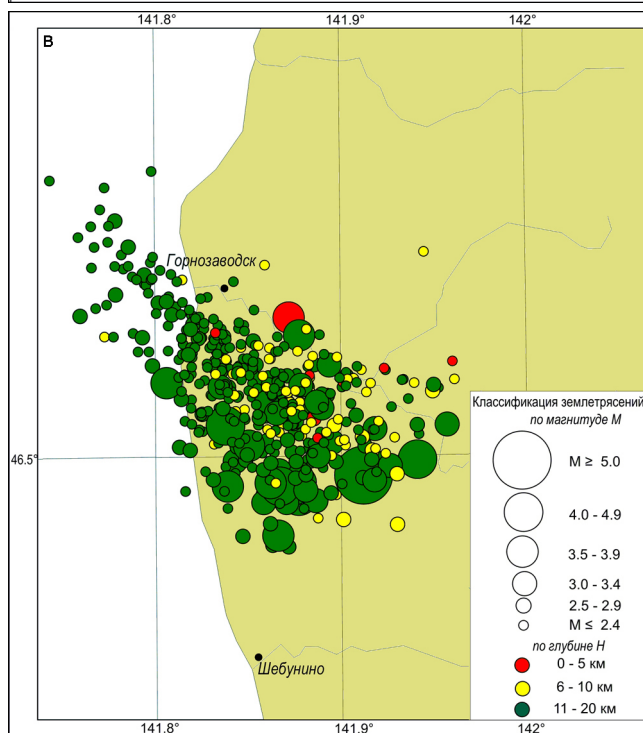 141.8° 141.9° 142°
В
Горнозаводск
Классификация землетрясений
по магнитуде М
46.5°
М ≥ 5.0
4.0 - 4.9
3.5 - 3.9
3.0 - 3.4
2.5 - 2.9
М ≤ 2.4
по глубине Н
0 - 5 км
Шебунино
6 - 10 км
11 - 20 км
141.8° 141.9° 142°